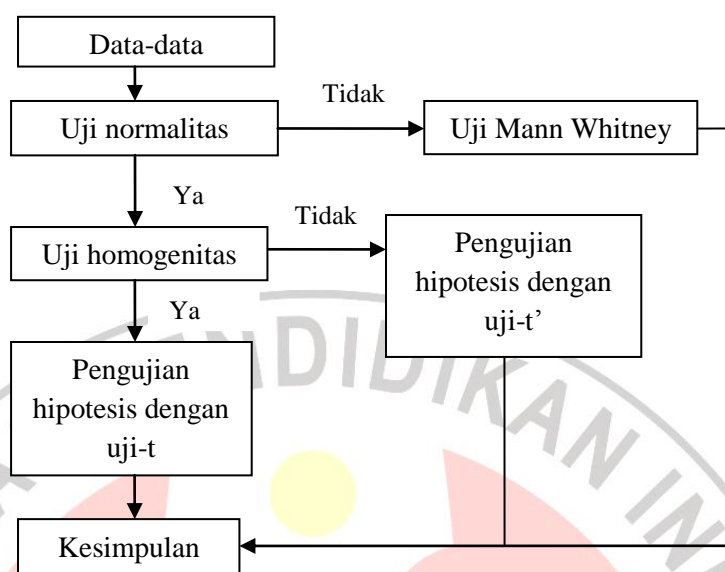 Data-data
Tidak
Uji normalitas
Uji Mann Whitney
Ya
Tidak
Uji homogenitas
Pengujian
hipotesis dengan
uji-t’
Ya
Pengujian
hipotesis dengan
uji-t
Kesimpulan